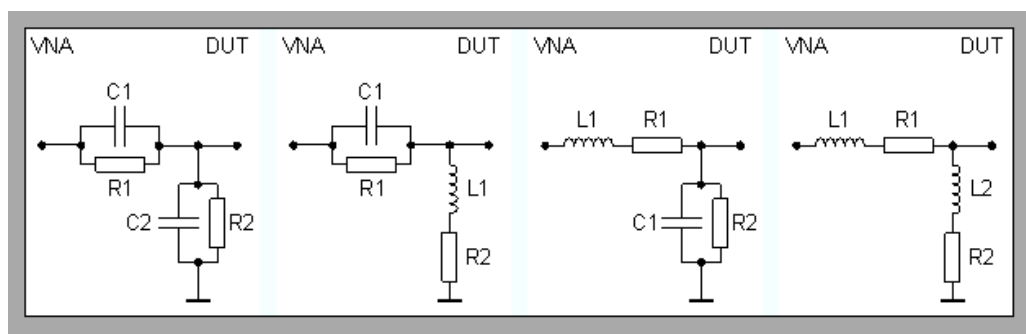 VNA DUT VNA DUT VNA DUT VNA DUT
C1 C1 L1 R1 L1 R1
R1 R1 L1 L2
C2 R2 C1 R2
R2 R2